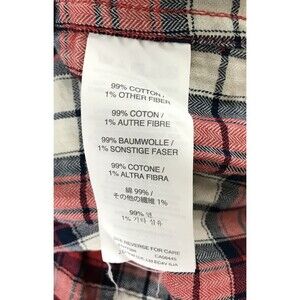 99% COTTON /
1% OTHER FIBER
99% COTON /
1% AUTRE FIBRE
99% BAUMWOLLE /
1% SONSTIGE FASER
99% COTONE /
1% ALTRA FIBRA
綿 99% /
その他の繊維 1%
99% 면
1% 기타 섬유
SEE REVERSE FOR CARE